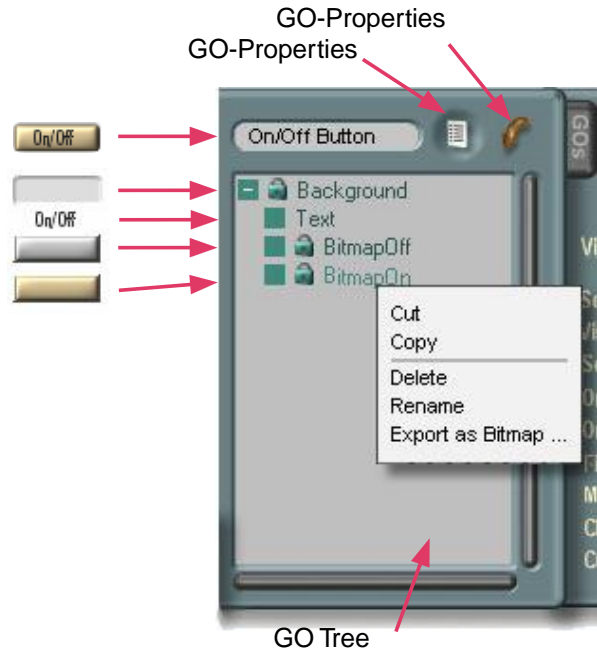 GO-Properties
GO-Properties
On/Off
On/Off Button
GOs
Background
On/Off
Text
BitmapOff
BitmapOn
Cut
Copy
Delete
Rename
Export as Bitmap ...
GO Tree